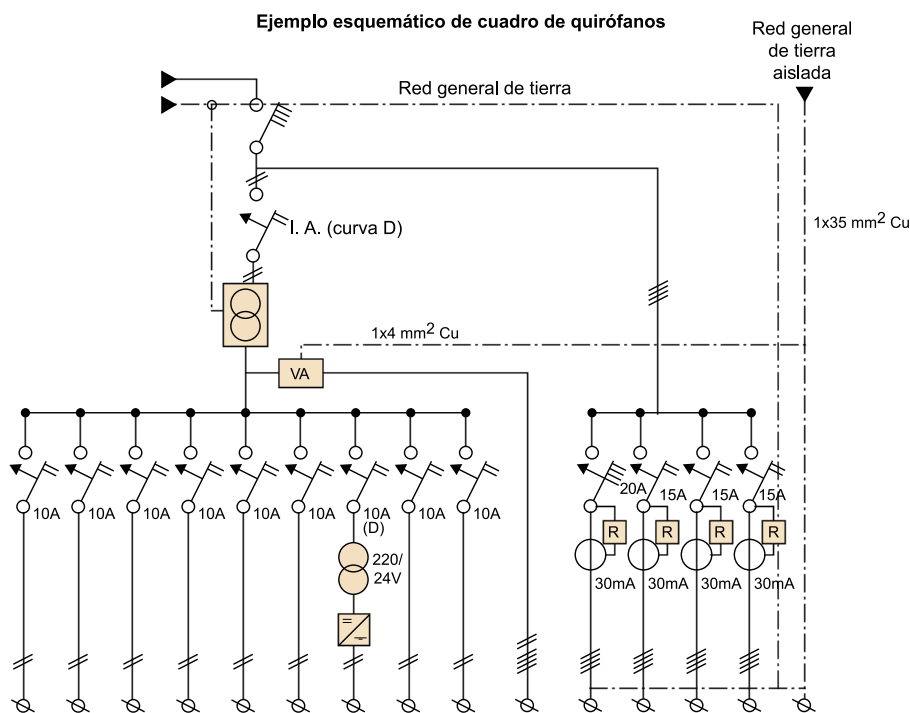 Ejemplo esquemático de cuadro de quirófanos
Red general
de tierra
aislada
Red general de tierra
I. A. (curva D)
1x35 mm² Cu
1x4 mm² Cu
VA
20A
15A
15A
15A
10A
10A
10A
10A
10A
10A
10A
(D)
10A
10A
R
R
R
R
220/
24V
30mA
30mA
30mA
30mA